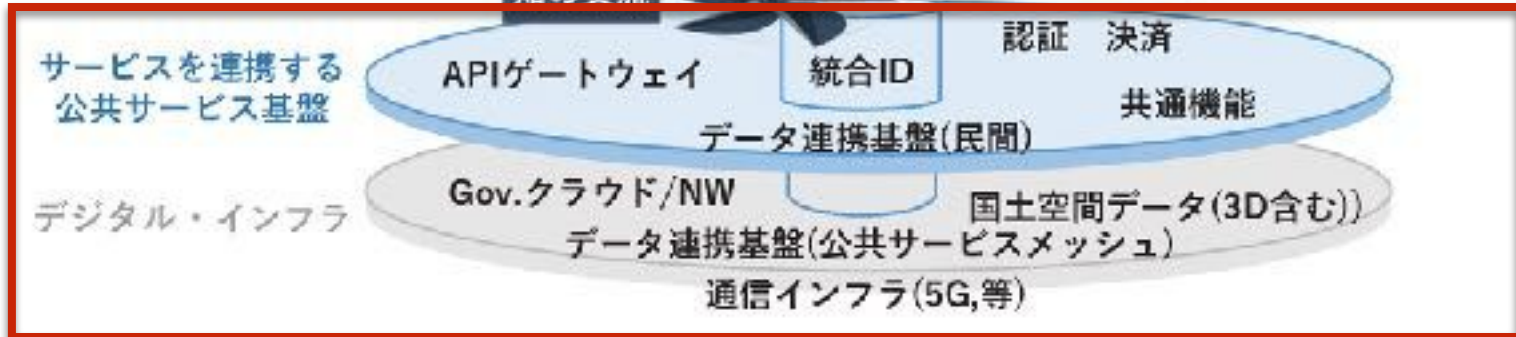 認証 決済
サービスを連携する
公共サービス基盤
APIゲートウェイ
統合ID
共通機能
データ連携基盤(民間)
Gov.クラウド/NW
国土空間データ(3D含む))
デジタル・インフラ
データ連携基盤(公共サービスメッシュ)
通信インフラ(5G,等)